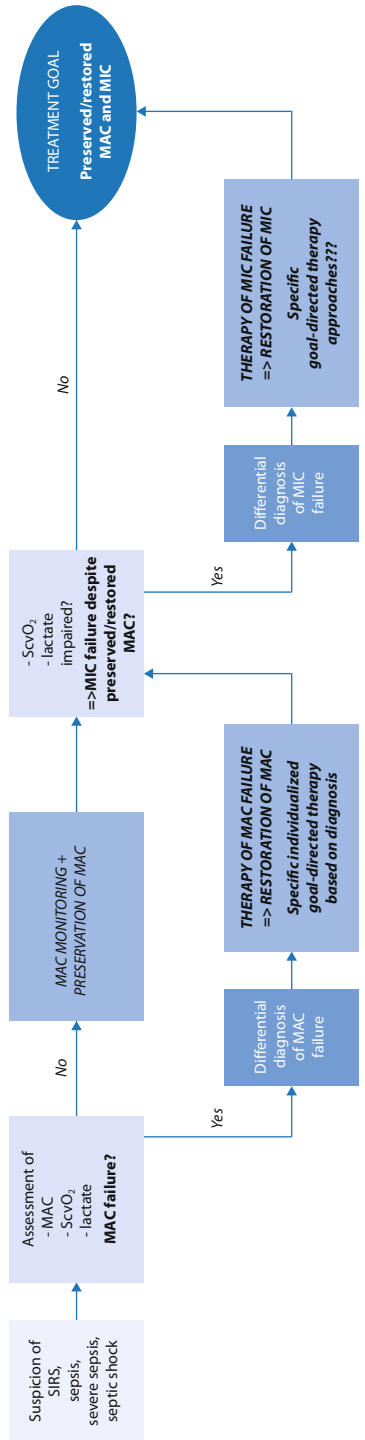 Suspicion of
SIRS,
sepsis,
severe sepsis,
septic shock
Assessment of
- MAC
- ScvO₂
- lactate
MAC failure?
No
MAC MONITORING +
PRESERVATION OF MAC
Yes
Differential
diagnosis
of MAC
failure
THERAPY OF MAC FAILURE
=> RESTORATION OF MAC
Specific individualized
goal-directed therapy
based on diagnosis
- ScvO₂
- lactate
impaired?
=>MIC failure despite
preserved/restored
MAC?
No
Yes
Differential
diagnosis
of MIC
failure
THERAPY OF MIC FAILURE
=> RESTORATION OF MIC
Specific
goal-directed therapy
approaches???
TREATMENT GOAL
Preserved/restored
MAC and MIC